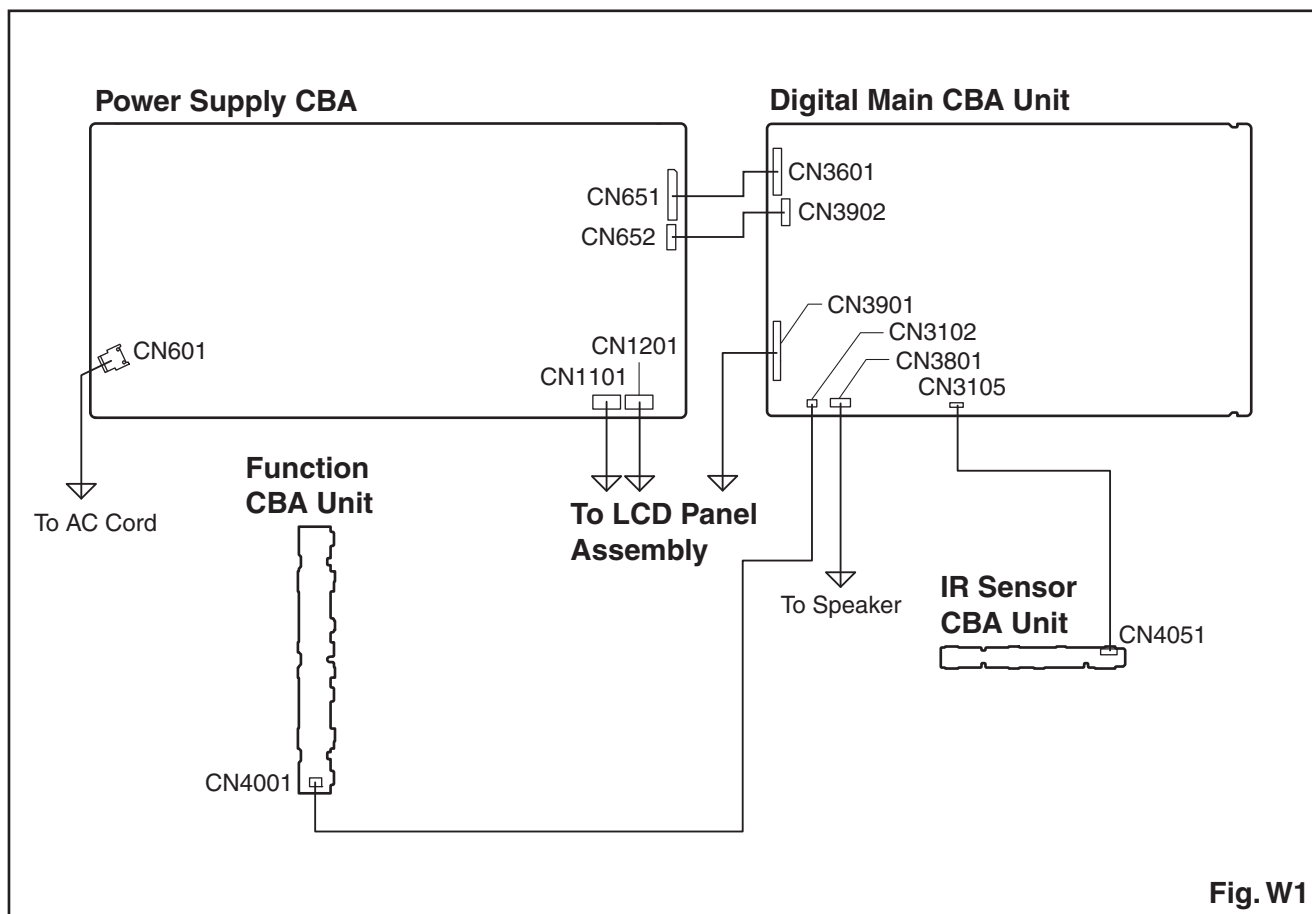 Power Supply CBA
Digital Main CBA Unit
CN651
CN3601
CN652
CN3902
CN3901
CN601
CN1201
CN3102
CN1101
CN3801
CN3105
Function
CBA Unit
To AC Cord
To LCD Panel
Assembly
To Speaker
IR Sensor
CBA Unit
CN4051
CN4001
Fig. W1